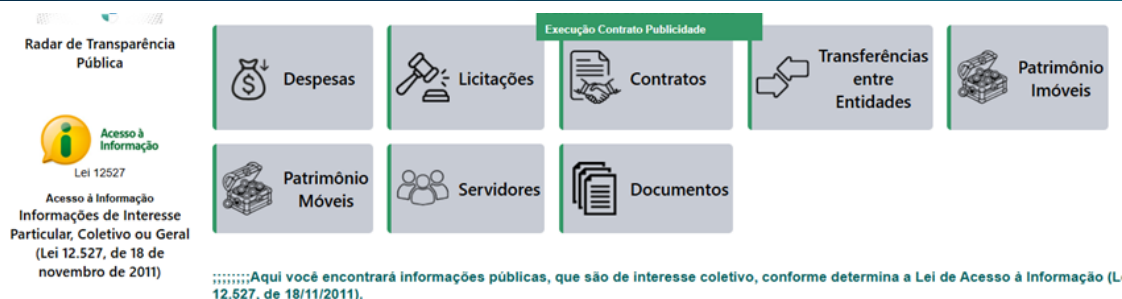 Radar de Transparência
Pública
Acesso à
Informação
Lei 12527
Acesso à Informação
Informações de Interesse
Particular, Coletivo ou Geral
(Lei 12.527, de 18 de
novembro de 2011)
Execução Contrato Publicidade
Despesas
Licitações
Contratos
Transferências
entre
Entidades
Patrimônio
Imóveis
Patrimônio
Móveis
Servidores
Documentos
;;;;;;;;Aqui você encontrará informações públicas, que são de interesse coletivo, conforme determina a Lei de Acesso à Informação (Le
12.527, de 18/11/2011).